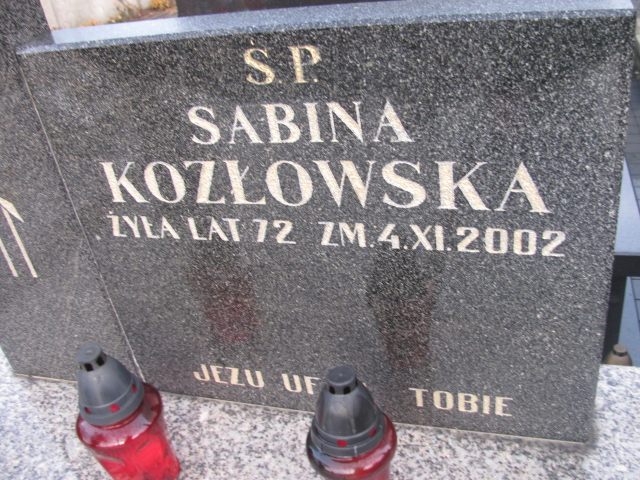 S.P.
SABINA
KOZŁOWSKA
ŻYŁA LAT 72 ZM.4.XI.2002
JEZU TOBIE